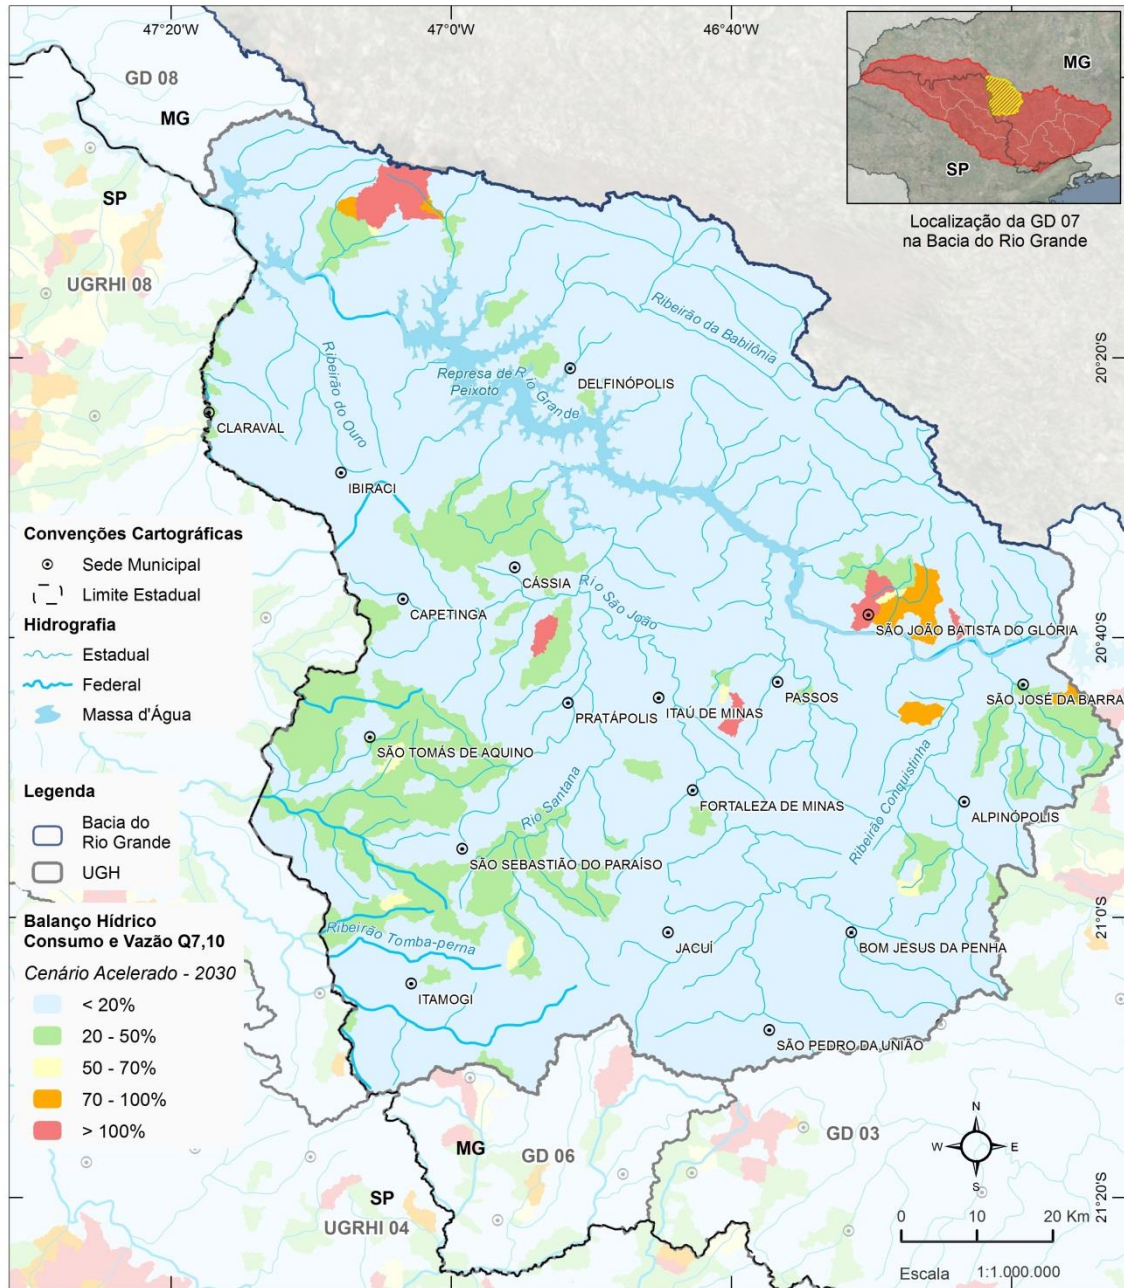 47°20'W
47°0'W
46°40'W
GD 08
MG
SP
UGRHI 08
MG
SP
Localização da GD 07
na Bacia do Rio Grande
20°20'S
20°40'S
21°0'S
21°20'S
Ribeirão da Babilônia
Ribeirão do Ouro
Represa de
Peixoto
Rio Grande
DELFINÓPOLIS
CLARAVAL
IBIRACI
CÁSSIA
Rio São João
CAPETINGA
SÃO JOÃO BATISTA DO GLÓRIA
PASSOS
SÃO JOSÉ DA BARRA
ITAÚ DE MINAS
PRATÁPOLIS
SÃO TOMÁS DE AQUINO
Rio Santana
FORTALEZA DE MINAS
Ribeirão Conquistinha
ALPINÓPOLIS
SÃO SEBASTIÃO DO PARAÍSO
Ribeirão Tomba-perna
JACUÍ
BOM JESUS DA PENHA
ITAMOGI
SÃO PEDRO DA UNIÃO
MG
GD 06
GD 03
SP
UGRHI 04
Convenções Cartográficas
Sede Municipal
Limite Estadual
Hidrografia
Estadual
Federal
Massa d'Água
Legenda
Bacia do
Rio Grande
UGH
Balanço Hídrico
Consumo e Vazão Q7,10
Cenário Acelerado - 2030
< 20%
20 - 50%
50 - 70%
70 - 100%
> 100%
N
W
E
S
0 10 20 Km
Escala 1:1.000.000